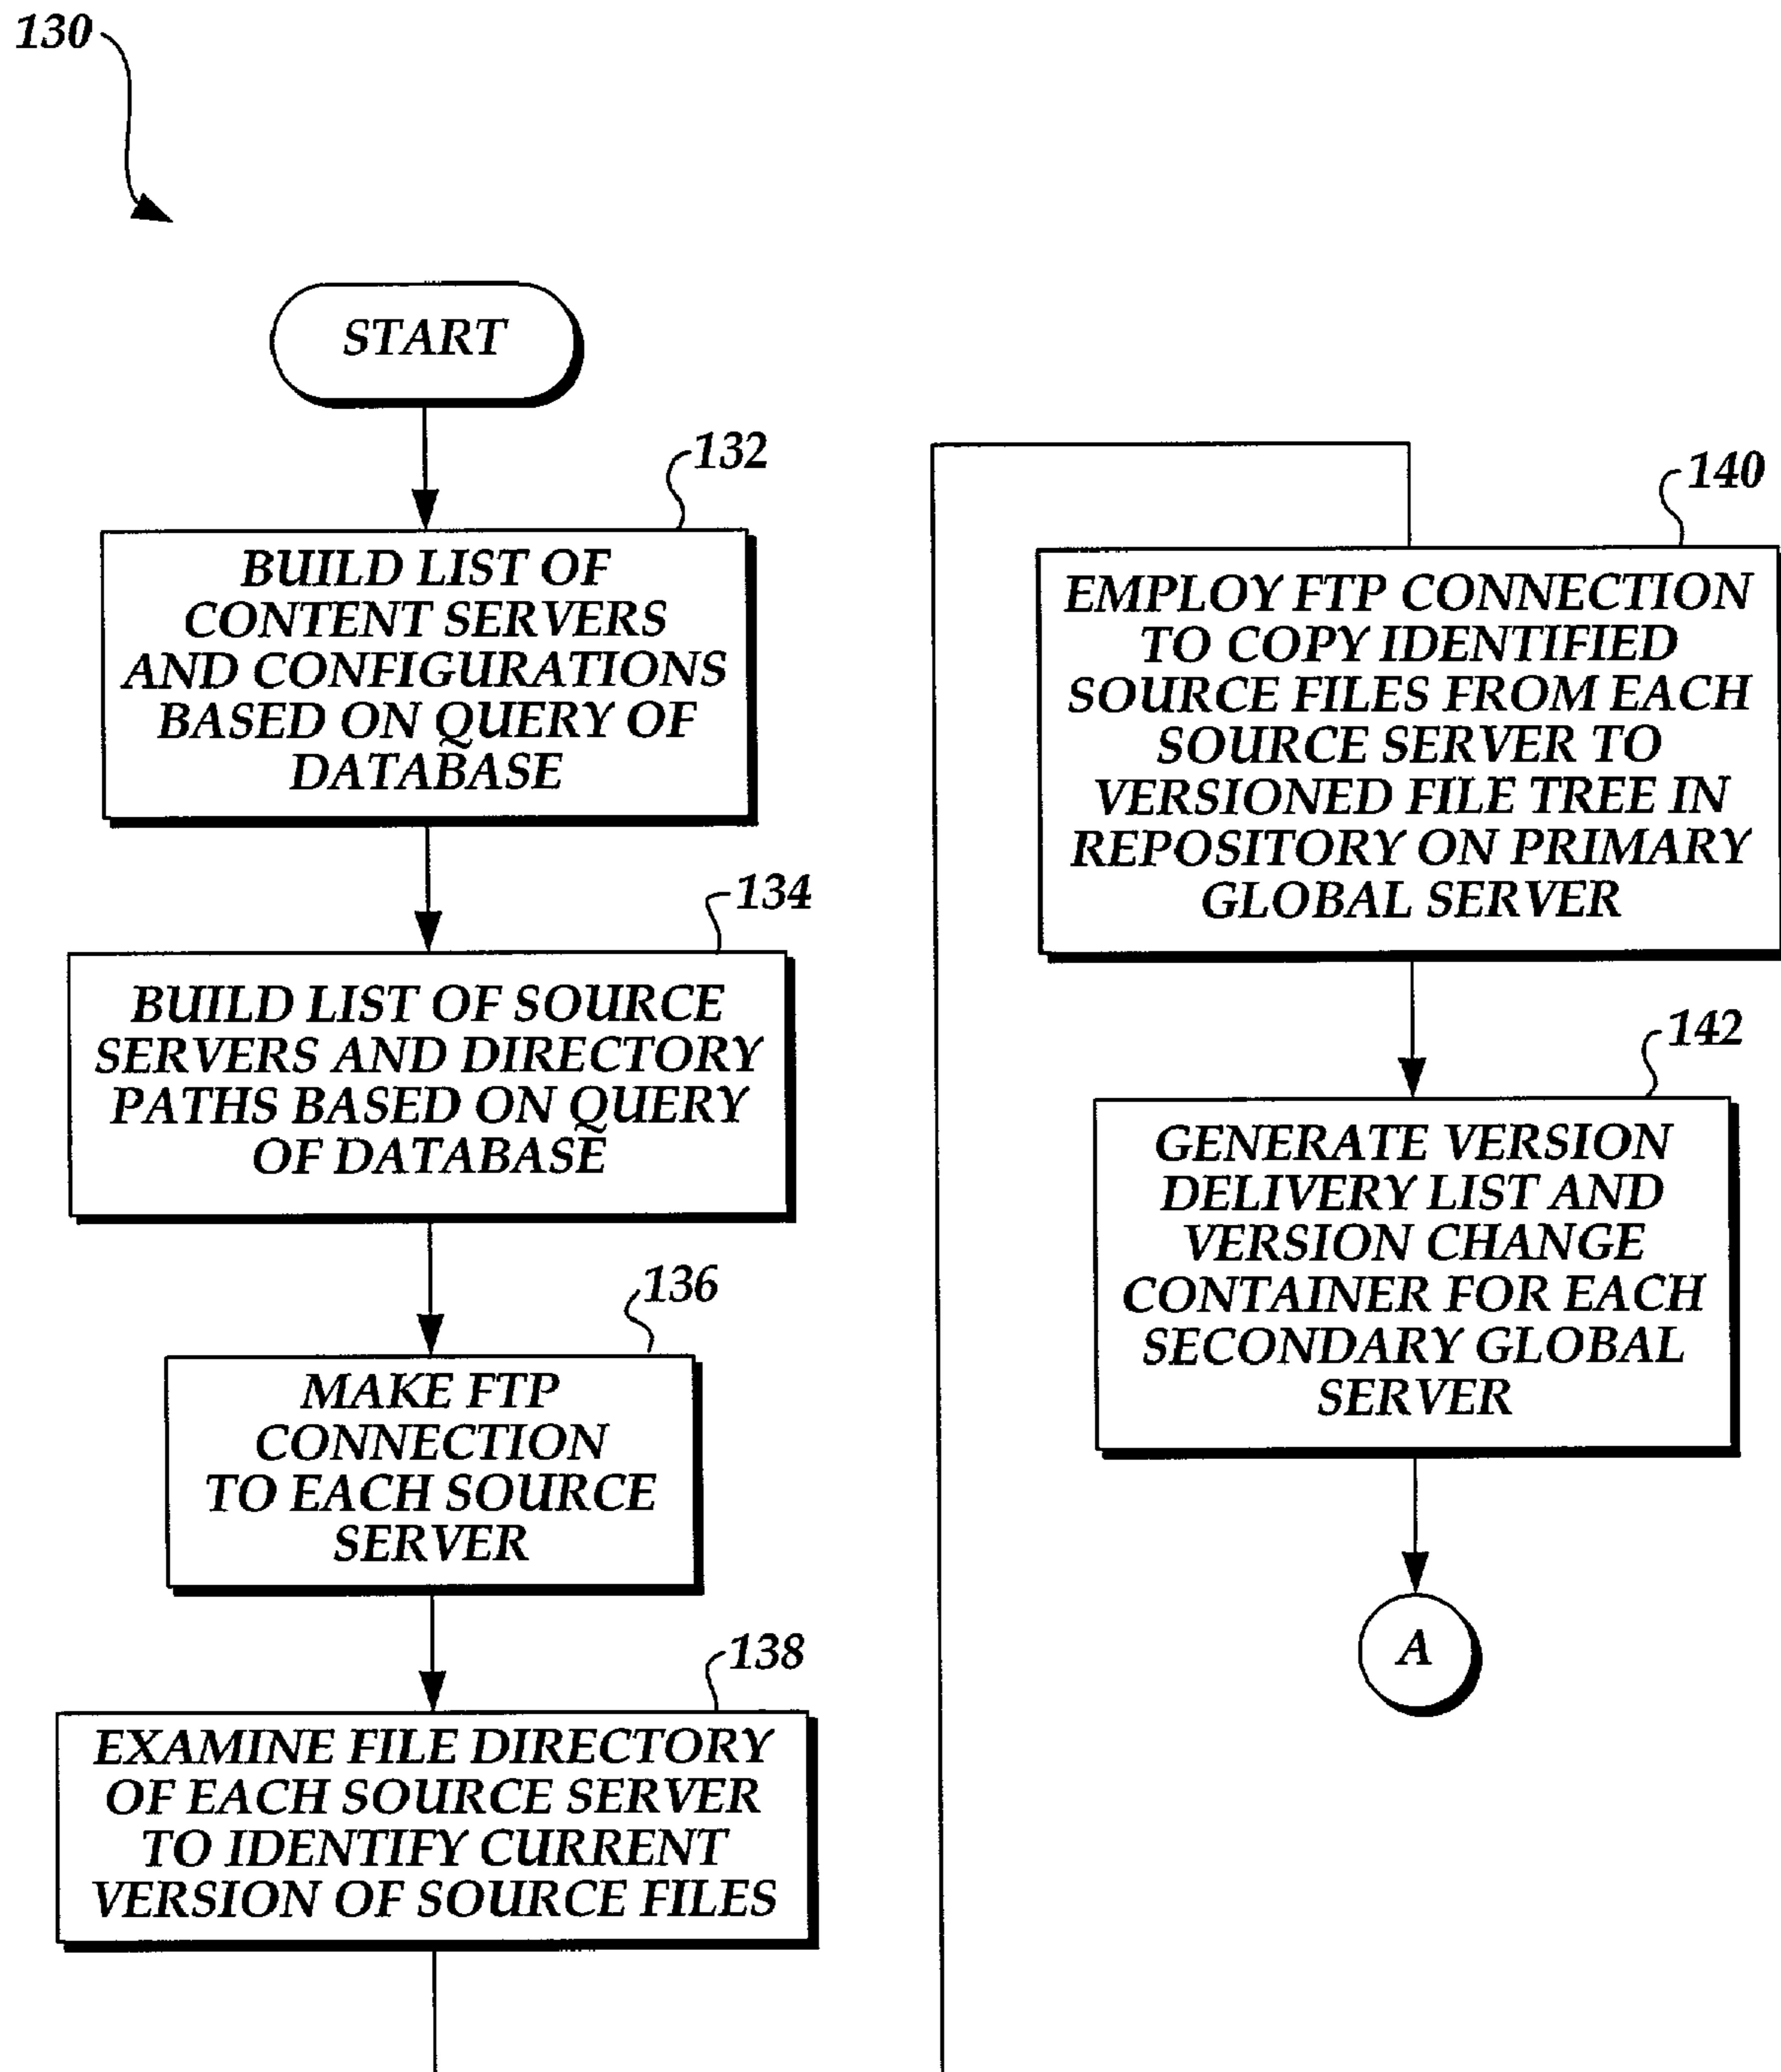 130
START
132
BUILD LIST OF
CONTENT SERVERS
AND CONFIGURATIONS
BASED ON QUERY OF
DATABASE
134
BUILD LIST OF SOURCE
SERVERS AND DIRECTORY
PATHS BASED ON QUERY
OF DATABASE
136
MAKE FTP
CONNECTION
TO EACH SOURCE
SERVER
138
EXAMINE FILE DIRECTORY
OF EACH SOURCE SERVER
TO IDENTIFY CURRENT
VERSION OF SOURCE FILES
140
EMPLOY FTP CONNECTION
TO COPY IDENTIFIED
SOURCE FILES FROM EACH
SOURCE SERVER TO
VERSIONED FILE TREE IN
REPOSITORY ON PRIMARY
GLOBAL SERVER
142
GENERATE VERSION
DELIVERY LIST AND
VERSION CHANGE
CONTAINER FOR EACH
SECONDARY GLOBAL
SERVER
A